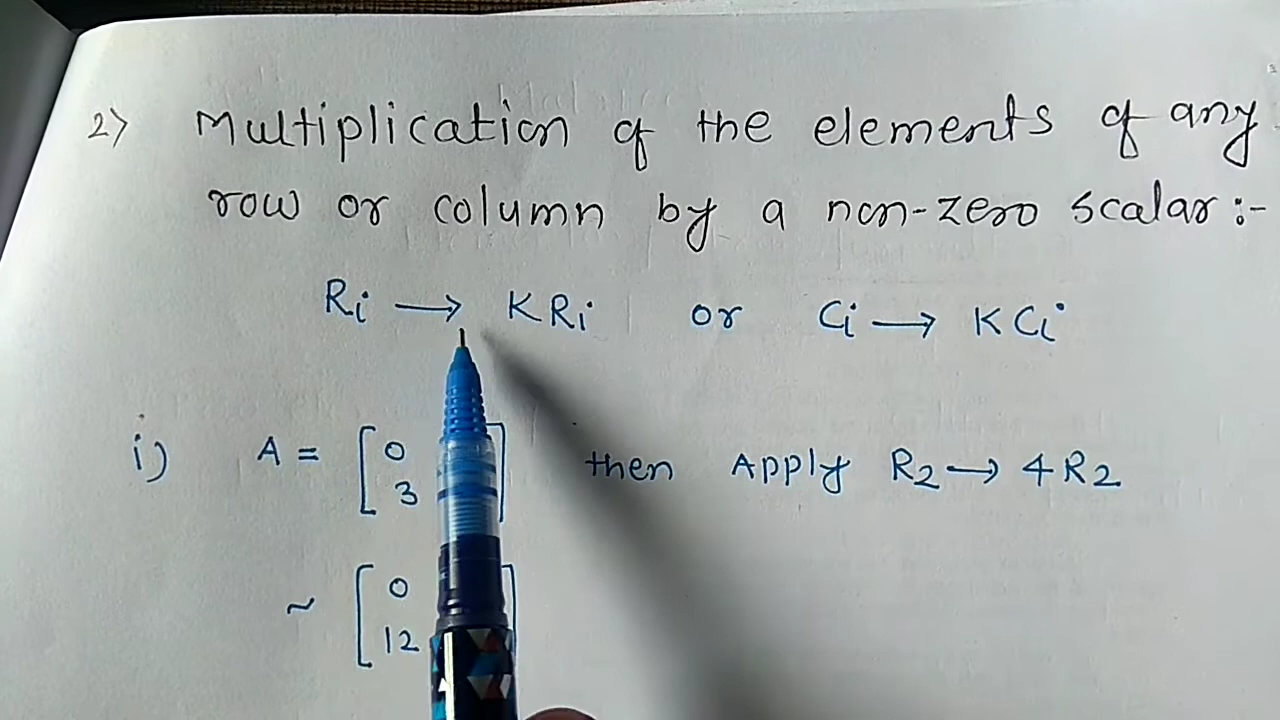 2) Multiplication of the elements of any
row or column by a non-zero scalar :-
Ri → KRi or Ci → KCi
i) A = [0 3] then Apply R2 → 4R2
~ [0 12]